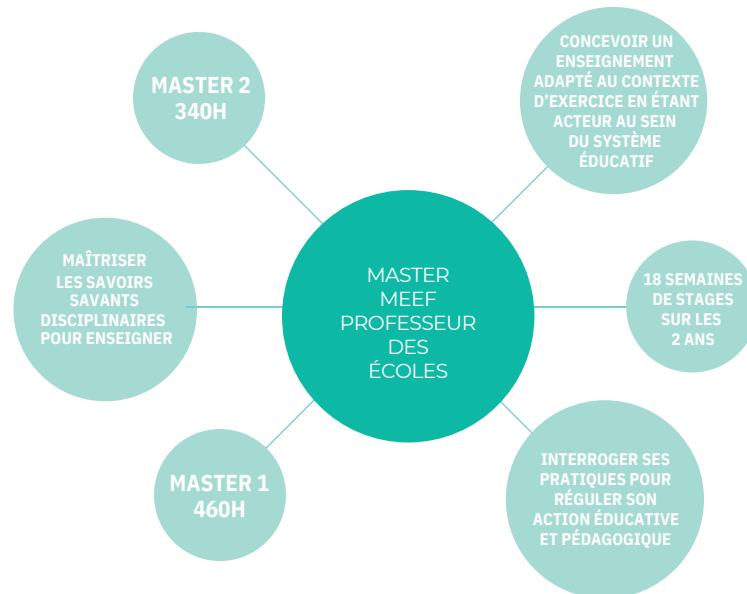 MASTER 2
340H
CONCEVOIR UN
ENSEIGNEMENT
ADAPTÉ AU CONTEXTE
D'EXERCICE EN ÉTANT
ACTEUR AU SEIN
DU SYSTÈME
ÉDUCATIF
MAÎTRISER
LES SAVOIRS
SAVANTS
DISCIPLINAIRES
POUR ENSEIGNER
MASTER
MEEF
PROFESSEUR
DES
ÉCOLES
18 SEMAINES
DE STAGES
SUR LES
2 ANS
MASTER 1
460H
INTERROGER SES
PRATIQUES POUR
RÉGULER SON
ACTION ÉDUCATIVE
ET PÉDAGOGIQUE